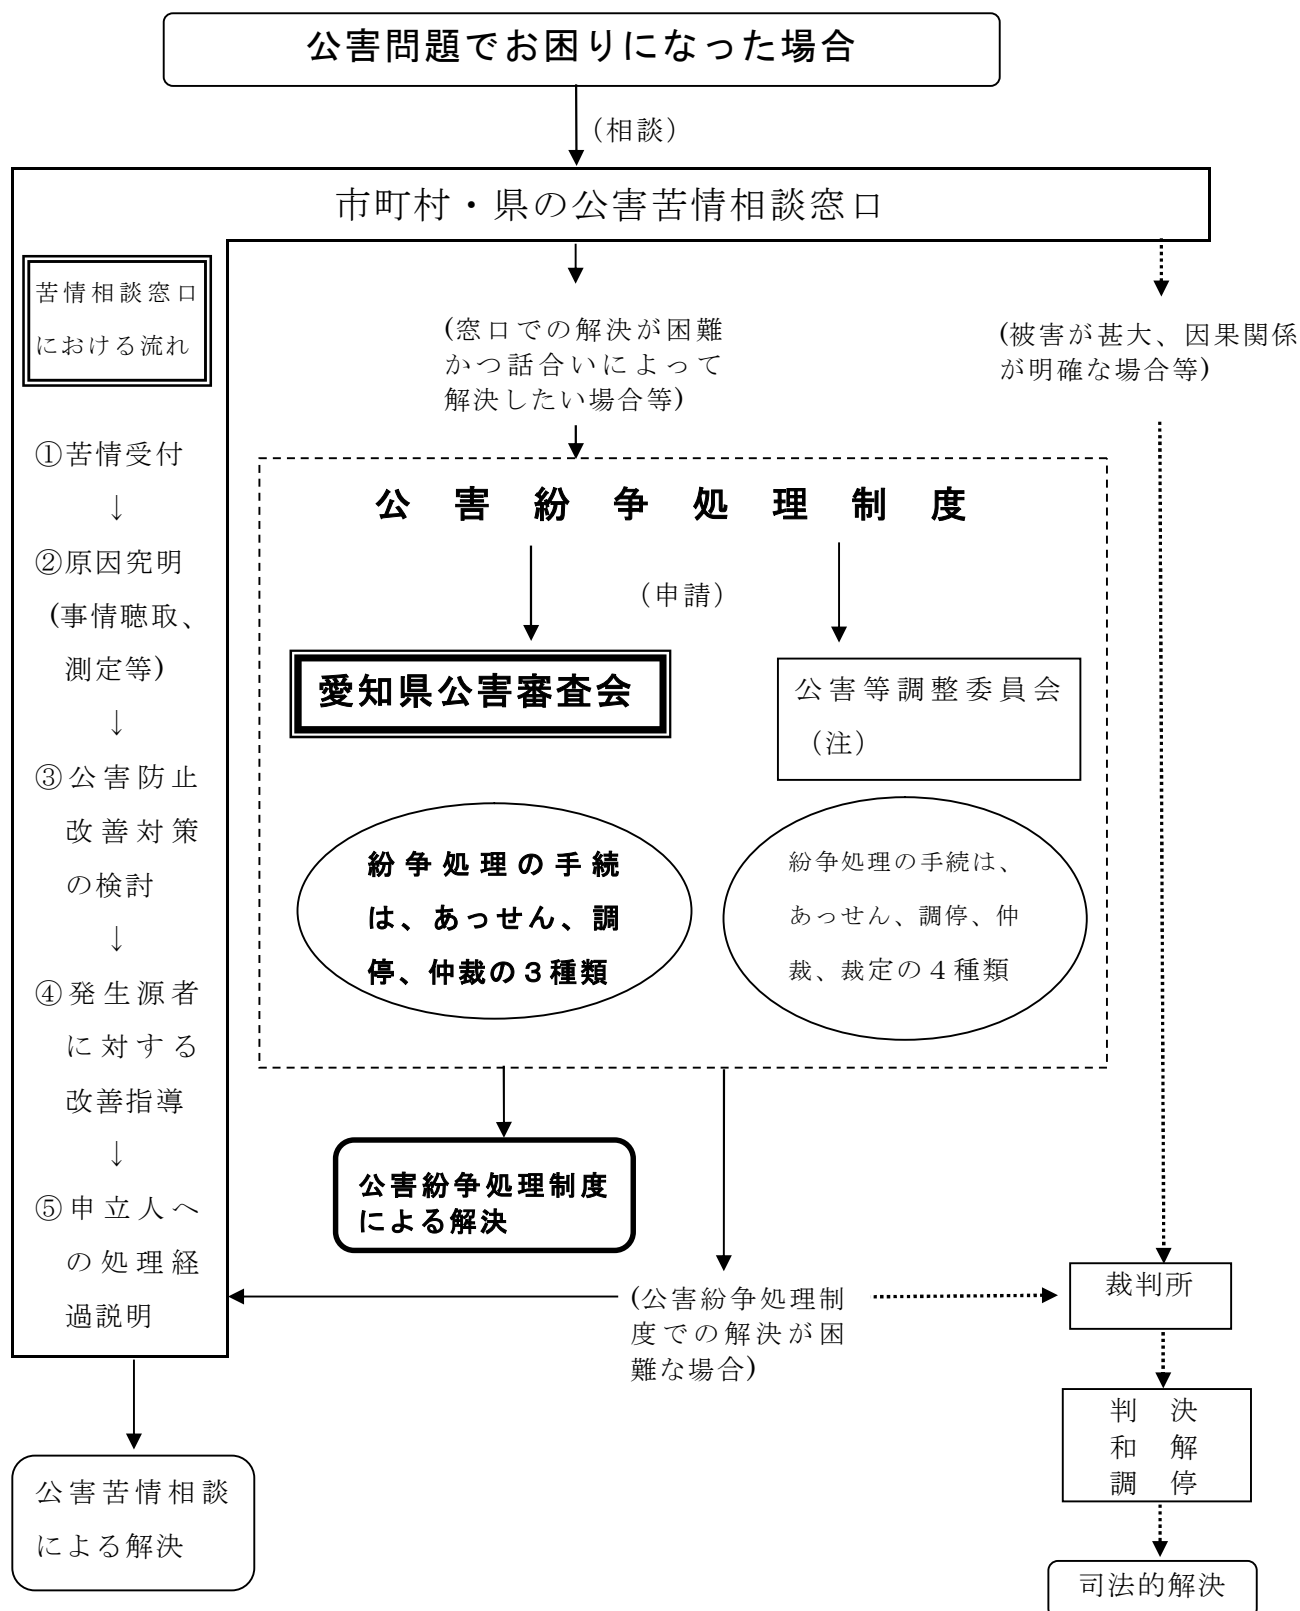 公害問題でお困りになった場合
(相談)
市町村・県の公害苦情相談窓口
苦情相談窓口
における流れ
①苦情受付
↓
②原因究明
(事情聴取、
測定等)
↓
③公害防止
改善対策
の検討
↓
④発生源者
に対する
改善指導
↓
⑤申立人へ
の処理経
過説明
公害苦情相談
による解決
(窓口での解決が困難
かつ話合いによって
解決したい場合等)
公害紛争処理制度
(申請)
愛知県公害審査会
紛争処理の手続
は、あっせん、調
停、仲裁の3種類
公害等調整委員会
(注)
紛争処理の手続は、
あっせん、調停、仲
裁、裁定の4種類
公害紛争処理制度
による解決
(公害紛争処理制
度での解決が困
難な場合)
(被害が甚大、因果関係
が明確な場合等)
裁判所
判 決
和 解
調 停
司法的解決